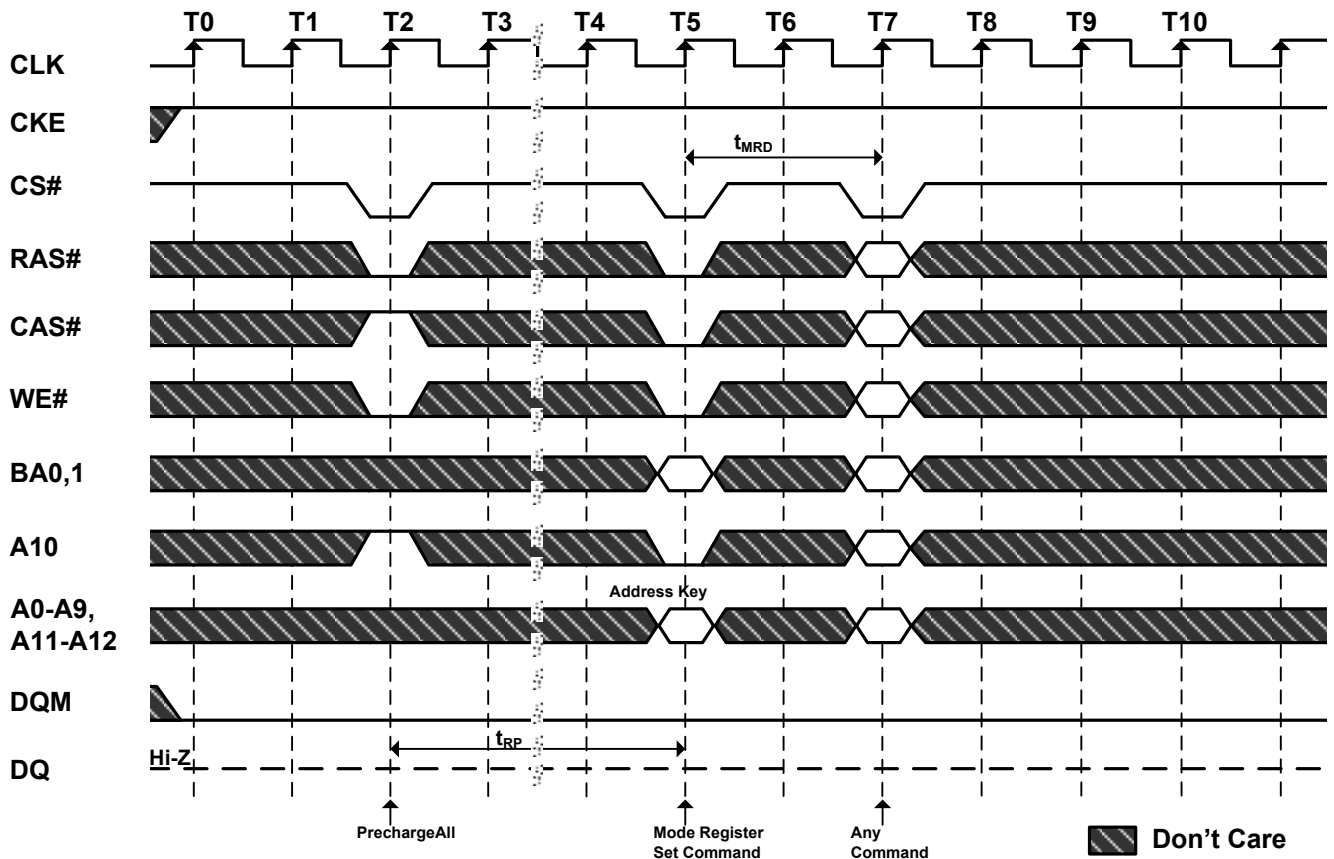 T0 T1 T2 T3 T4 T5 T6 T7 T8 T9 T10
CLK
CKE
tMRD
CS#
RAS#
CAS#
WE#
BA0,1
A10
Address Key
A0-A9,
A11-A12
DQM
tRP
Hi-Z
DQ
PrechargeAll
Mode Register
Set Command
Any
Command
Don't Care